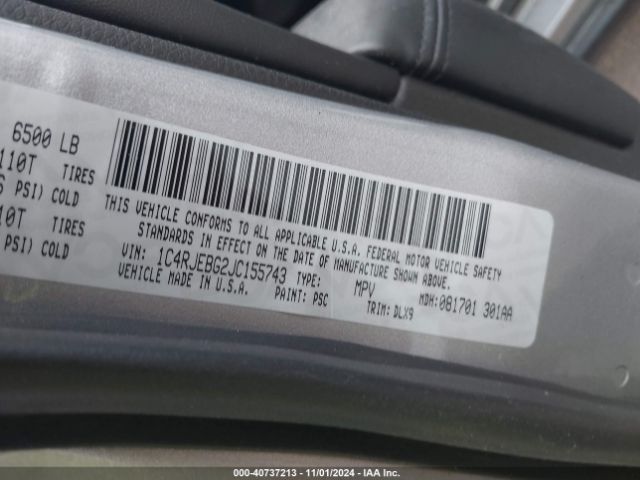 6500 LB
110T TIRES
PSI) COLD
10T TIRES
PSI) COLD
THIS VEHICLE CONFORMS TO ALL APPLICABLE U.S.A. FEDERAL MOTOR VEHICLE SAFETY
STANDARDS IN EFFECT ON THE DATE OF MANUFACTURE SHOWN ABOVE.
VIN: 1C4RJEBG2JC155743 TYPE: MPV MDH:081701 301AA
VEHICLE MADE IN U.S.A. PAINT: PSC TRIM: DLX9
000-40737213 - 11/01/2024 - IAA Inc.